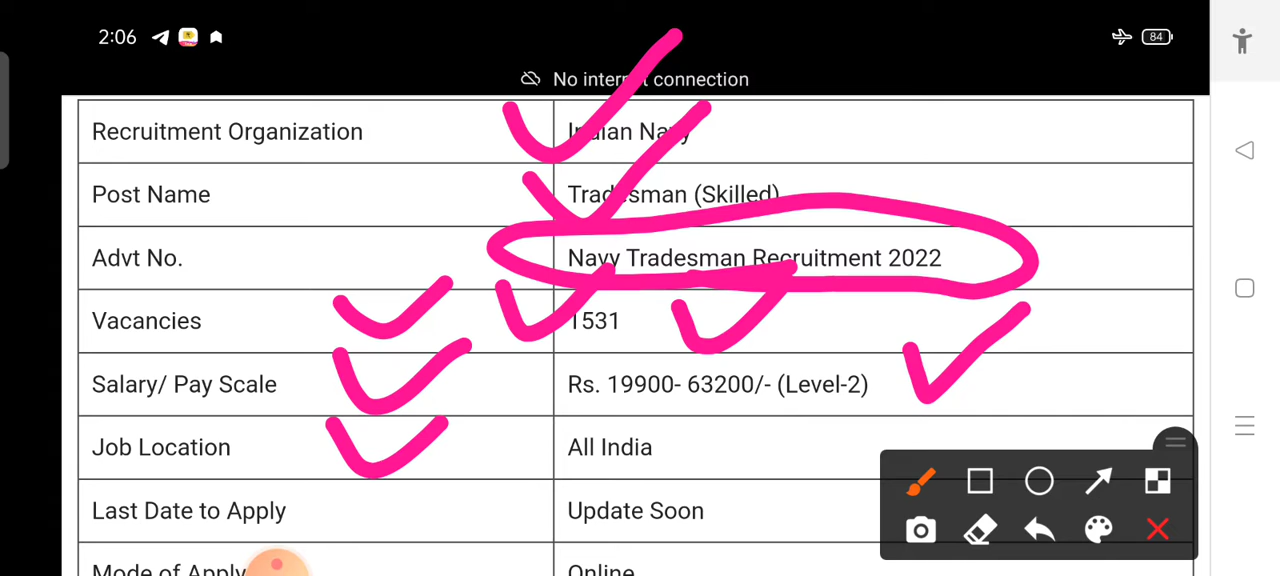 2:06
84
No internet connection
Recruitment Organization Indian Navy
Post Name Tradesman (Skilled)
Advt No. Navy Tradesman Recruitment 2022
Vacancies 1531
Salary/ Pay Scale Rs. 19900- 63200/- (Level-2)
Job Location All India
Last Date to Apply Update Soon
Mode of Apply Online